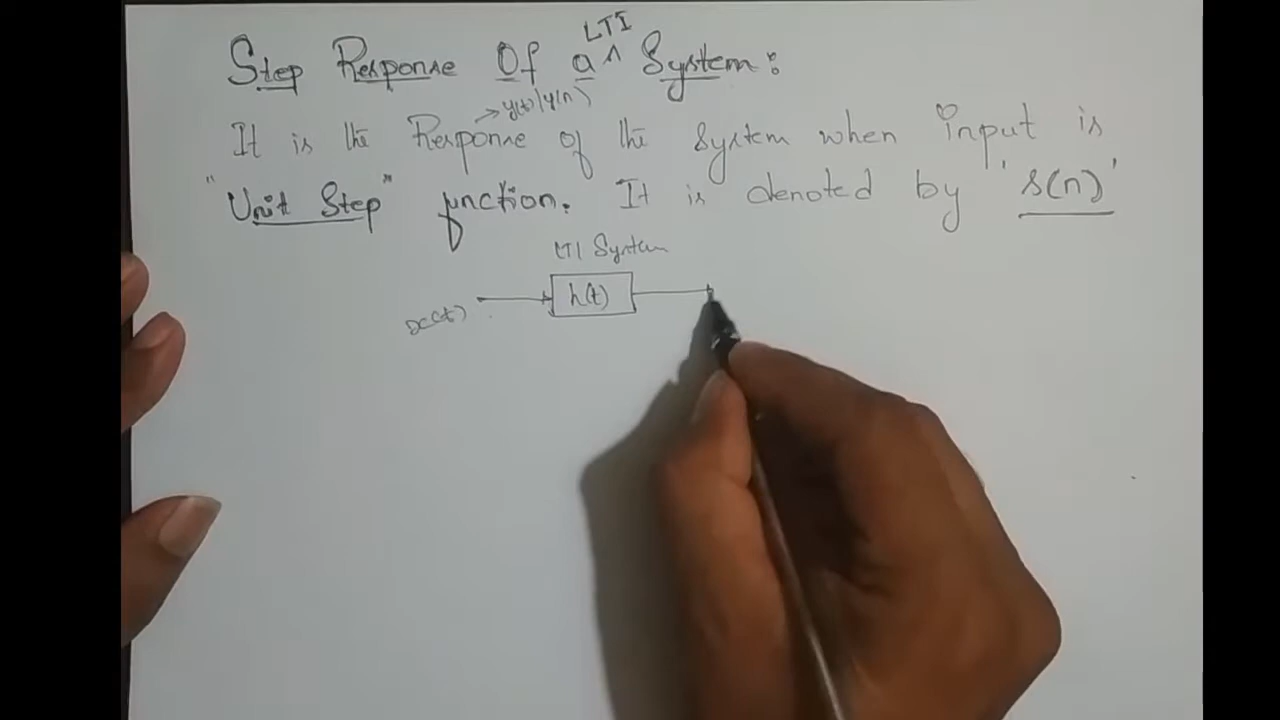 Step Response Of a ^ LTI System:
→ y(t)/y(n)
It is the Response of the System when input is
"Unit Step" function. It is denoted by 's(n)'
LTI System
x(t) h(t)